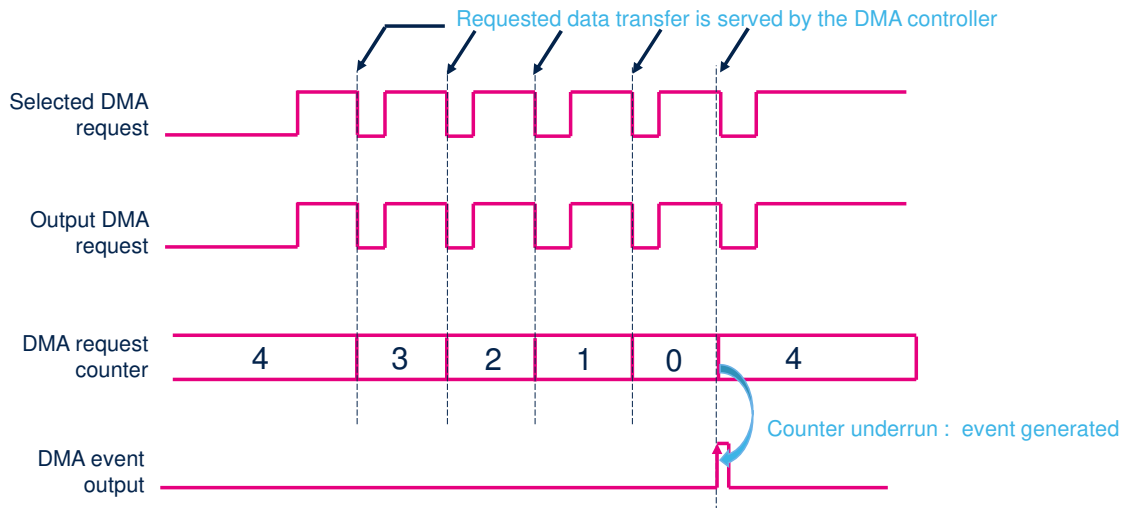 Requested data transfer is served by the DMA controller
Selected DMA
request
Output DMA
request
DMA request
counter
4 3 2 1 0 4
Counter underrun : event generated
DMA event
output